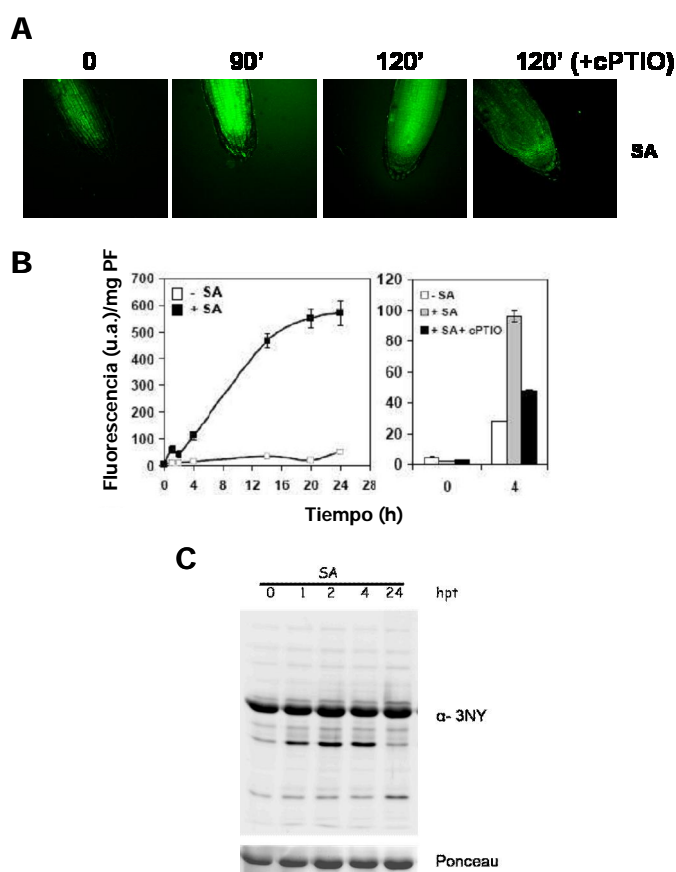 A
0 90’ 120’ 120’ (+cPTIO)
SA
B
Fluorescencia (u.a.)/mg PF
700
600
500
400
300
200
100
0
- SA
+ SA
0 4 8 12 16 20 24 28
120
100
80
60
40
20
0
- SA
+ SA
+ SA+ cPTIO
0 4
Tiempo (h)
C
SA
0 1 2 4 24 hpt
α- 3NY
Ponceau